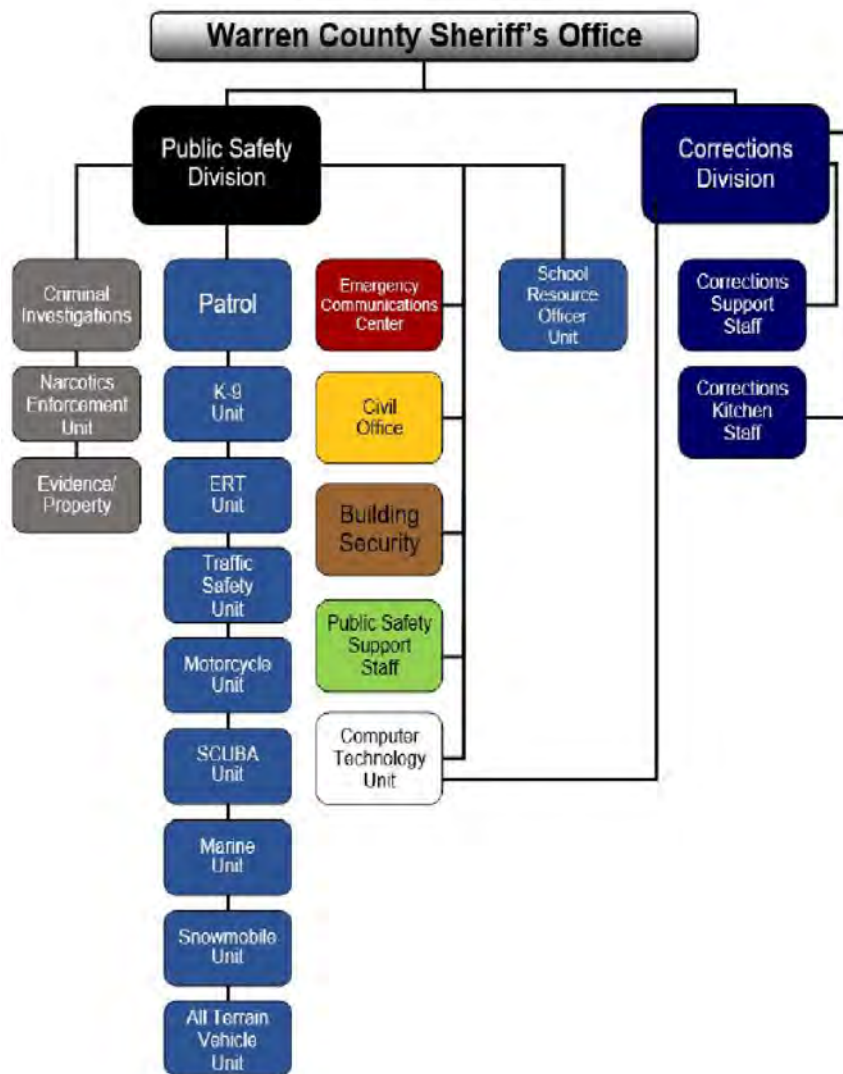 Warren County Sheriff's Office
Public Safety
Division
Corrections
Division
Criminal
Investigations
Patrol
Emergency
Communications
Center
School
Resource
Officer
Unit
Corrections
Support
Staff
Narcotics
Enforcement
Unit
K-9
Unit
Civil
Office
Corrections
Kitchen
Staff
Evidence/
Property
ERT
Unit
Building
Security
Traffic
Safety
Unit
Public Safety
Support
Staff
Motorcycle
Unit
SCUBA
Unit
Computer
Technology
Unit
Marine
Unit
Snowmobile
Unit
All Terrain
Vehicle
Unit